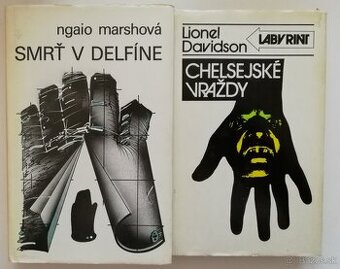 ngaio marshová
SMRŤ V DELFÍNE
Lionel
Davidson
LABYRINT
CHELSEJSKÉ
VRAŽDY